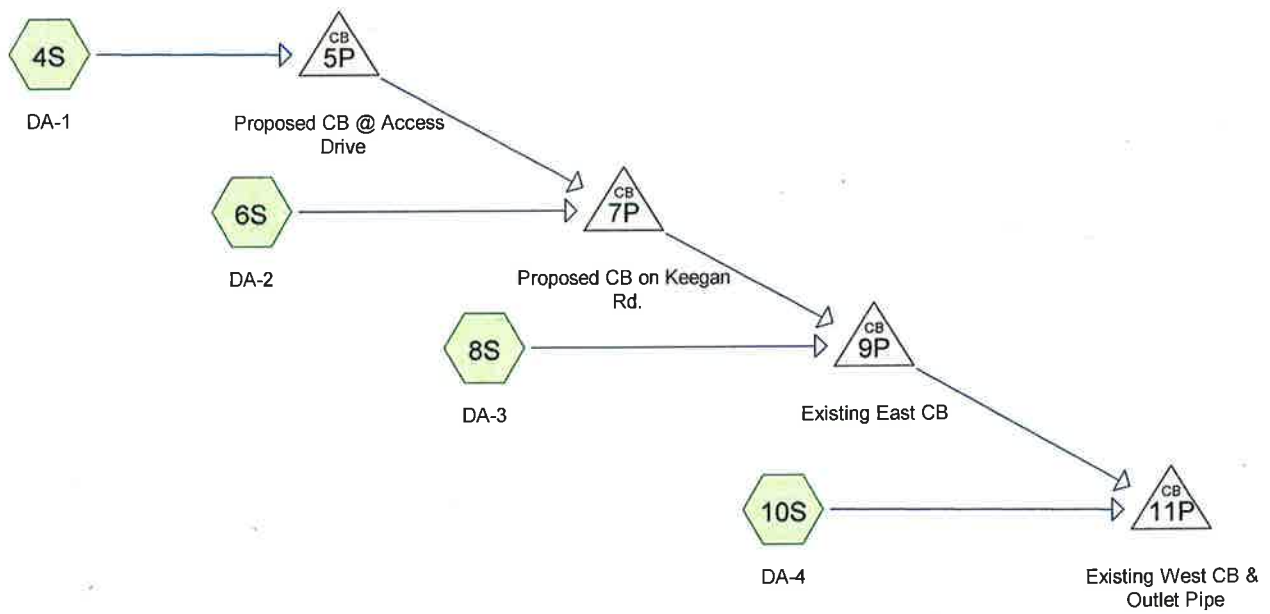 4S
CB
5P
DA-1
Proposed CB @ Access
Drive
6S
CB
7P
DA-2
Proposed CB on Keegan
Rd.
8S
CB
9P
DA-3
Existing East CB
10S
CB
11P
DA-4
Existing West CB &
Outlet Pipe